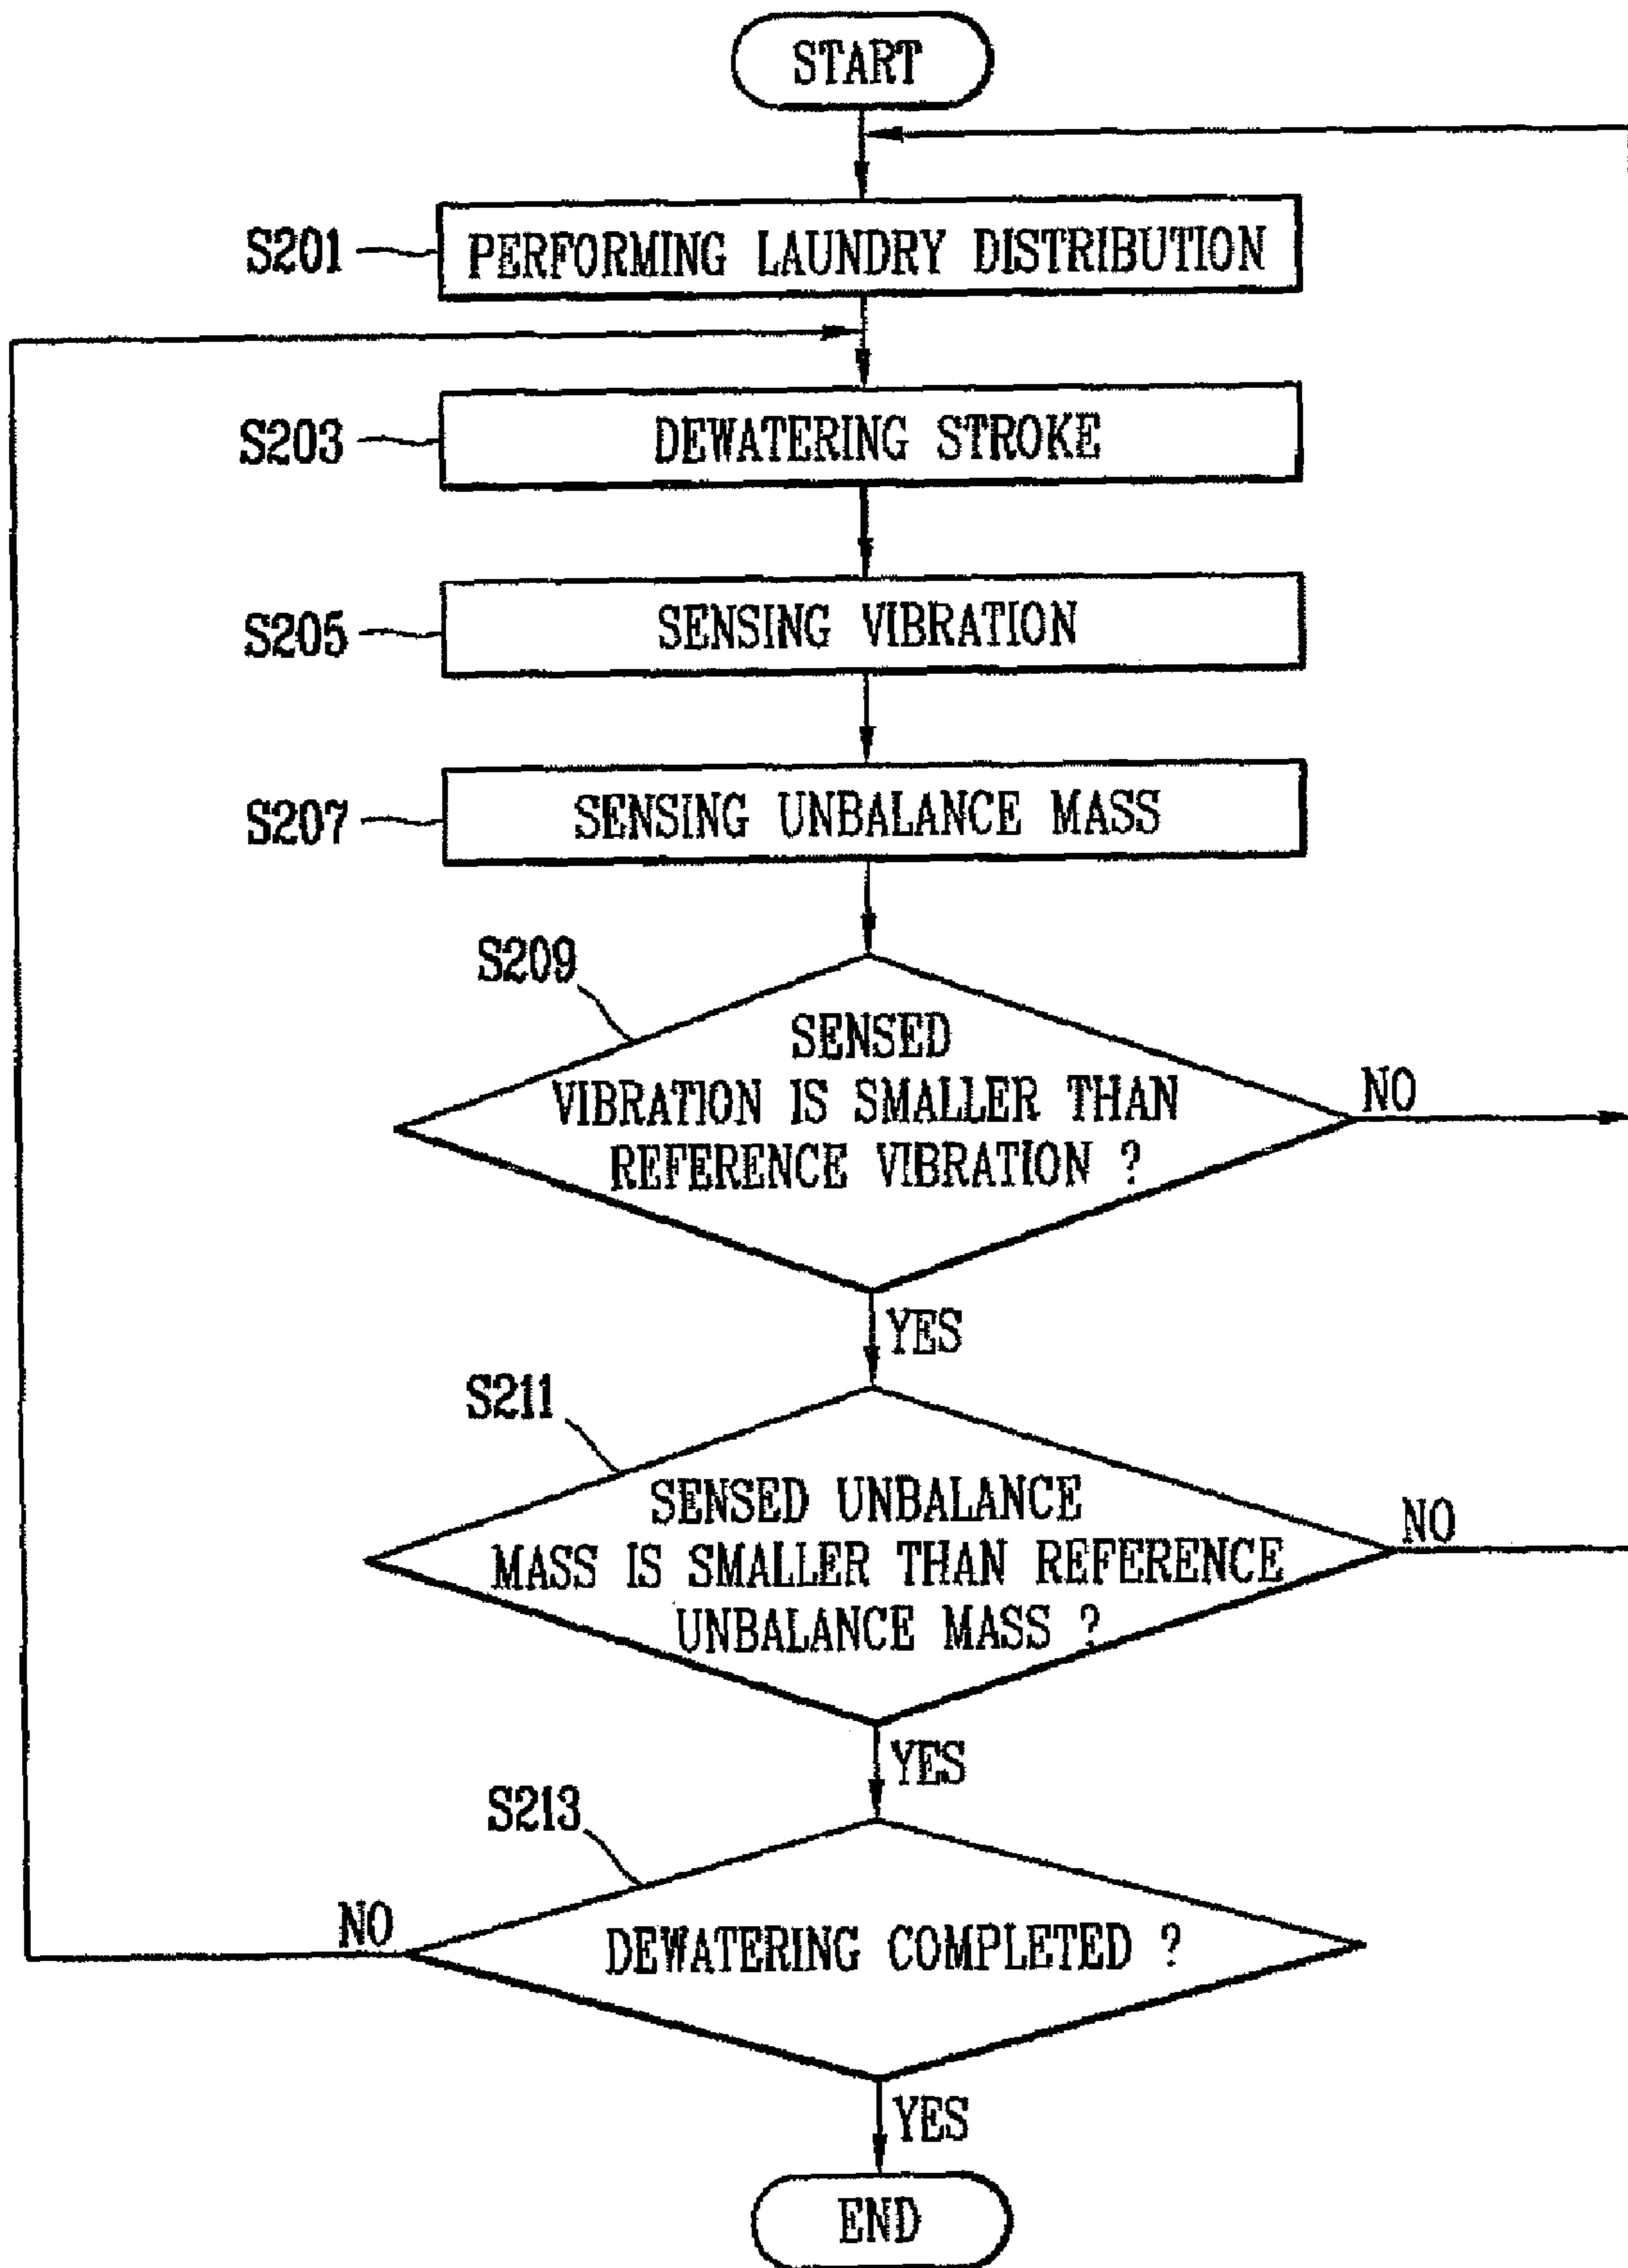 START
S201
PERFORMING LAUNDRY DISTRIBUTION
S203
DEWATERING STROKE
S205
SENSING VIBRATION
S207
SENSING UNBALANCE MASS
S209
SENSED
VIBRATION IS SMALLER THAN
REFERENCE VIBRATION ?
NO
YES
S211
SENSED UNBALANCE
MASS IS SMALLER THAN REFERENCE
UNBALANCE MASS ?
NO
YES
S213
NO
DEWATERING COMPLETED ?
YES
END